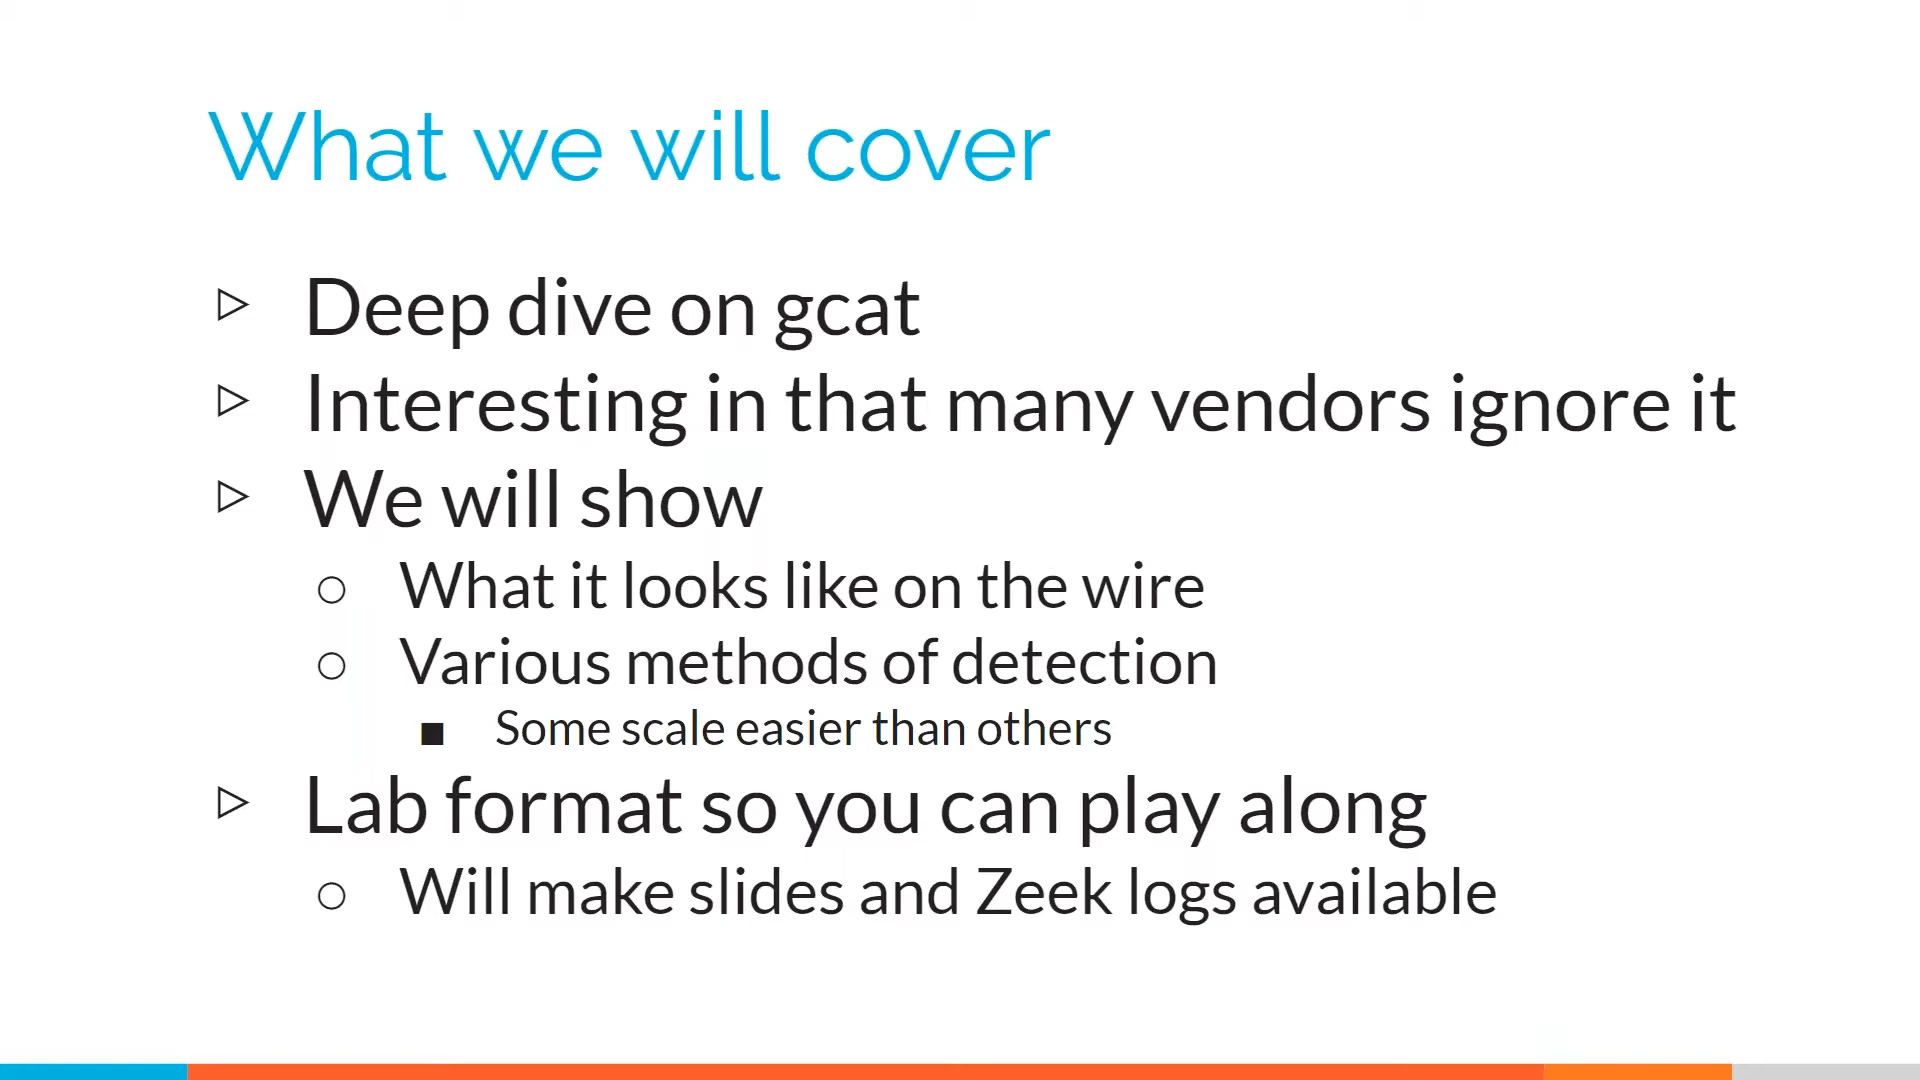 What we will cover
▷ Deep dive on gcat
▷ Interesting in that many vendors ignore it
▷ We will show
○ What it looks like on the wire
○ Various methods of detection
■ Some scale easier than others
▷ Lab format so you can play along
○ Will make slides and Zeek logs available